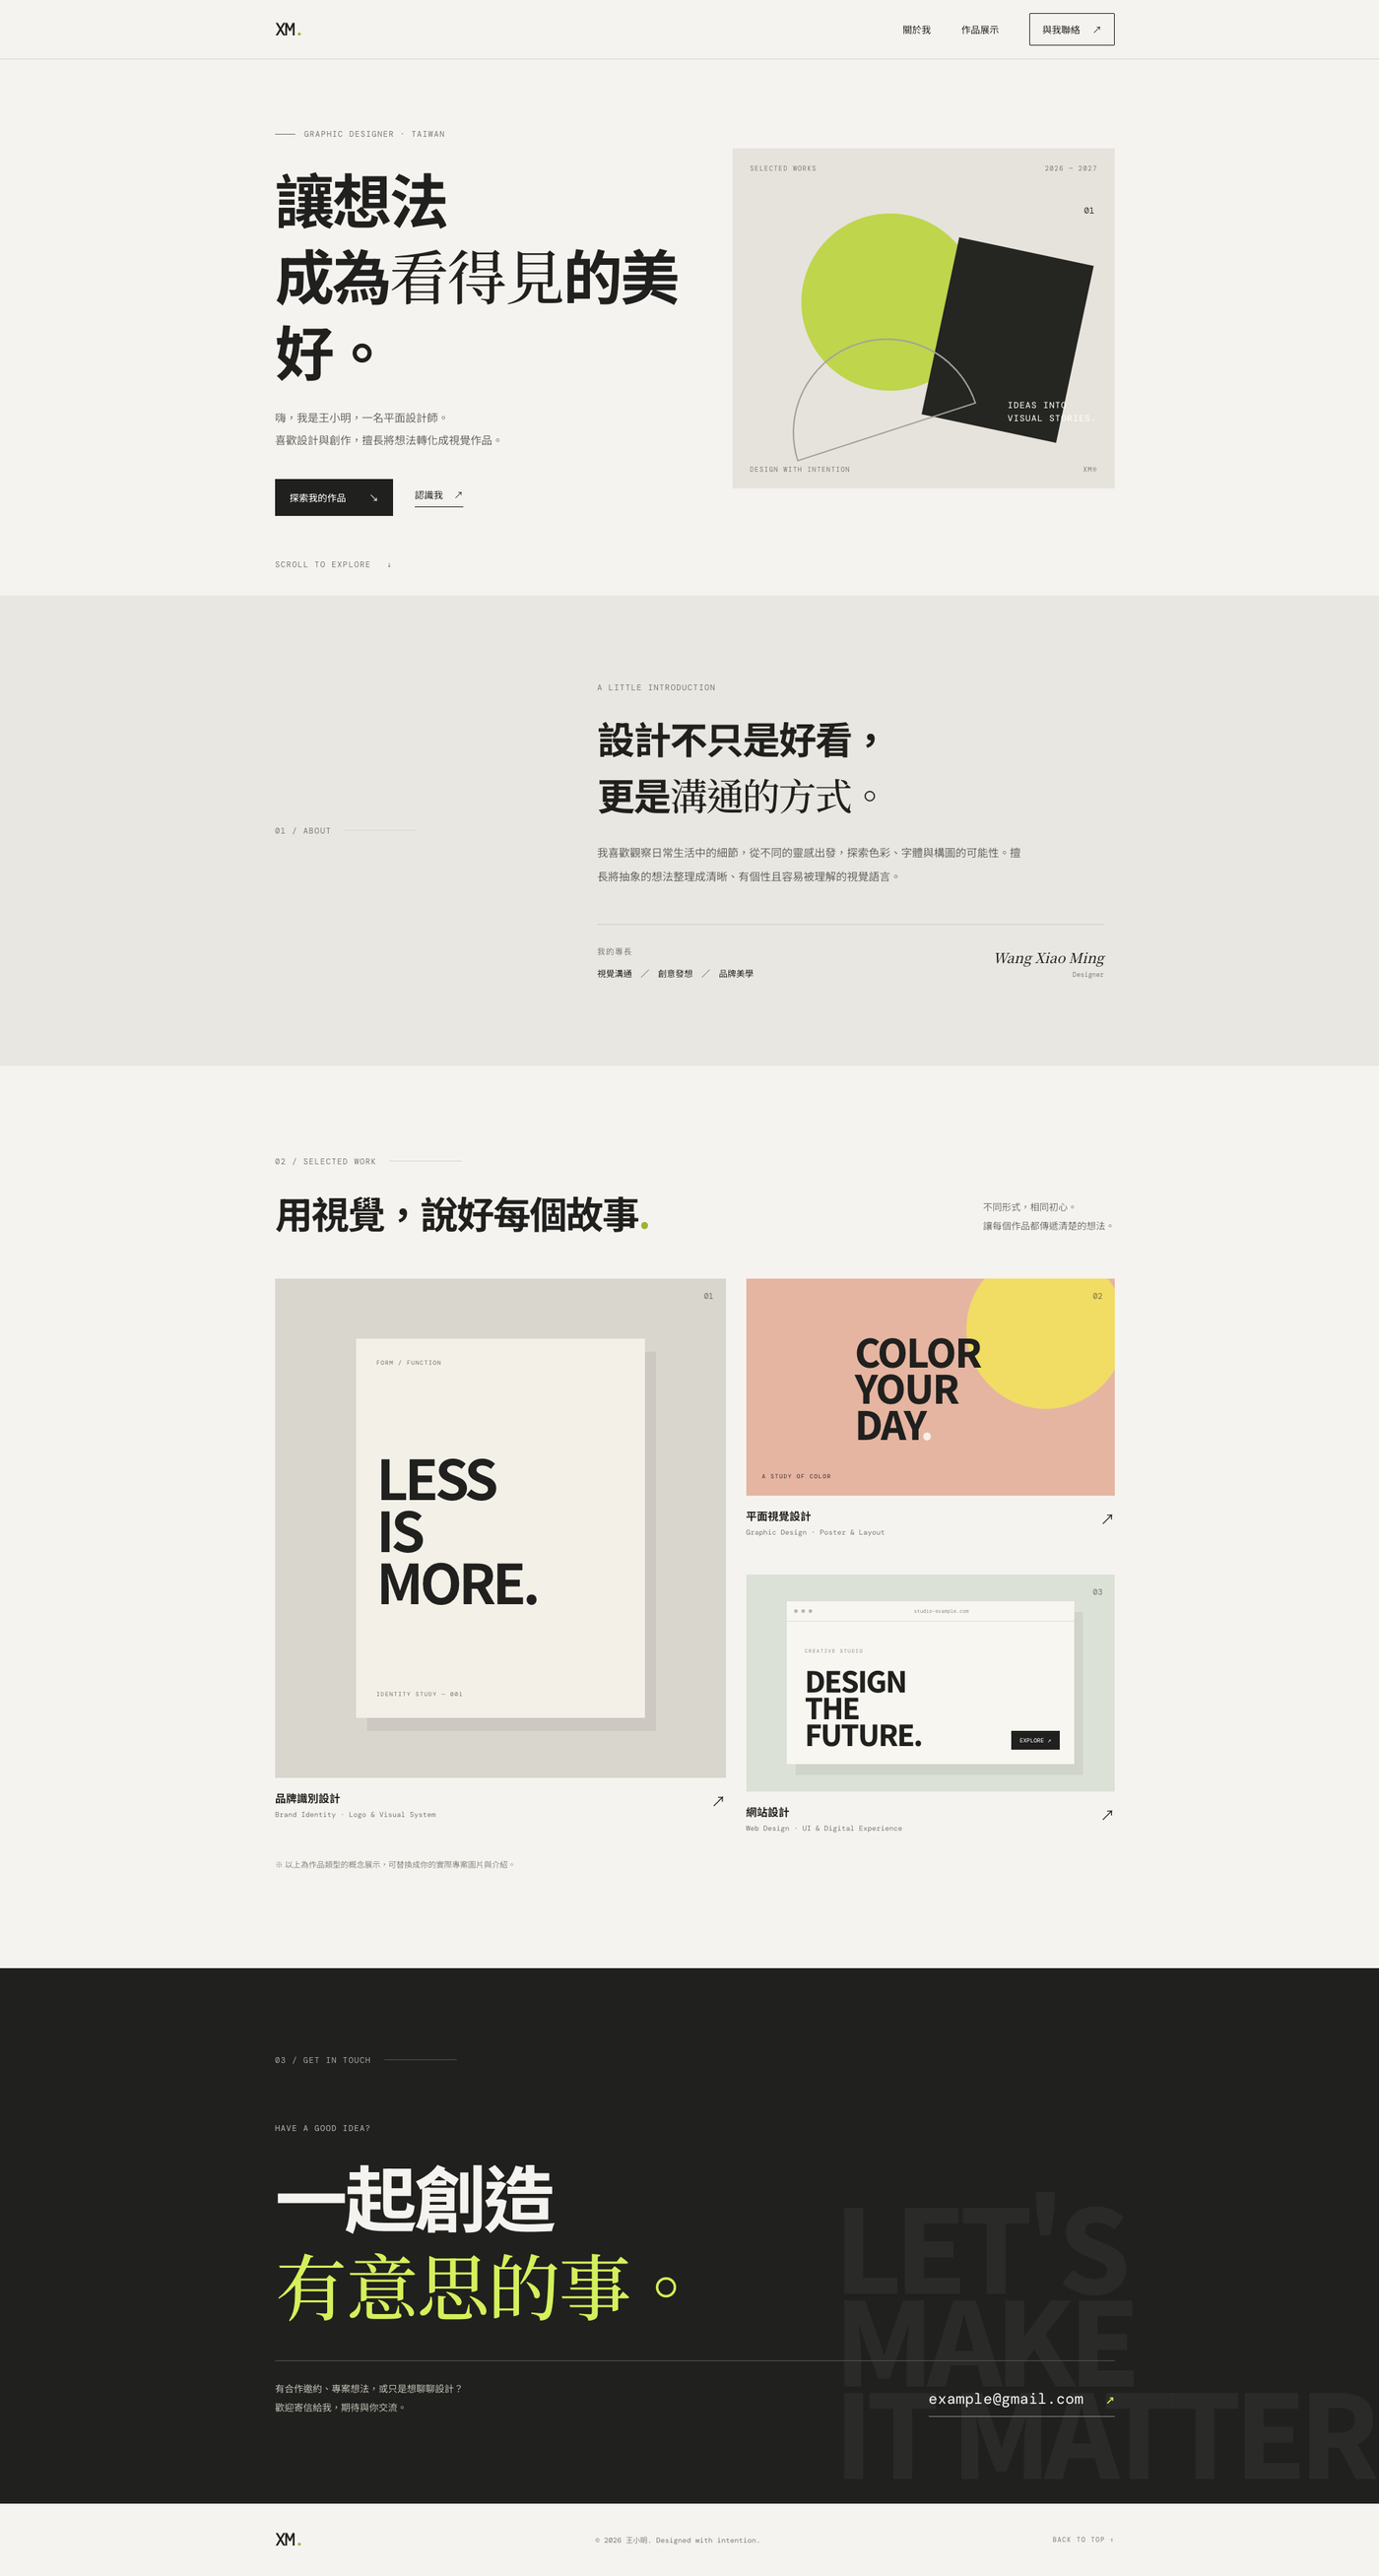 XM.
關於我
作品展示
與我聯絡 ↗
GRAPHIC DESIGNER · TAIWAN
讓想法
成為看得見的美
好。
嗨，我是王小明，一名平面設計師。
喜歡設計與創作，擅長將想法轉化成視覺作品。
探索我的作品 ↘
認識我 ↗
SCROLL TO EXPLORE ↓
SELECTED WORKS
2026 — 2027
01
IDEAS INTO
VISUAL STORIES.
DESIGN WITH INTENTION
XM®
01 / ABOUT
A LITTLE INTRODUCTION
設計不只是好看，
更是溝通的方式。
我喜歡觀察日常生活中的細節，從不同的靈感出發，探索色彩、字體與構圖的可能性。擅
長將抽象的想法整理成清晰、有個性且容易被理解的視覺語言。
我的專長
視覺溝通 ／ 創意發想 ／ 品牌美學
Wang Xiao Ming
Designer
02 / SELECTED WORK
用視覺，說好每個故事.
不同形式，相同初心。
讓每個作品都傳遞清楚的想法。
01
FORM / FUNCTION
LESS
IS
MORE.
IDENTITY STUDY — 001
品牌識別設計 ↗
Brand Identity · Logo & Visual System
02
COLOR
YOUR
DAY.
A STUDY OF COLOR
平面視覺設計 ↗
Graphic Design · Poster & Layout
03
studio-example.com
CREATIVE STUDIO
DESIGN
THE
FUTURE.
EXPLORE ↗
網站設計 ↗
Web Design · UI & Digital Experience
※ 以上為作品類型的概念展示，可替換成你的實際專案圖片與介紹。
03 / GET IN TOUCH
HAVE A GOOD IDEA?
一起創造
有意思的事。
LET'S
MAKE
IT MATTER
有合作邀約、專案想法，或只是想聊聊設計？
歡迎寄信給我，期待與你交流。
example@gmail.com ↗
XM.
© 2026 王小明. Designed with intention.
BACK TO TOP ↑